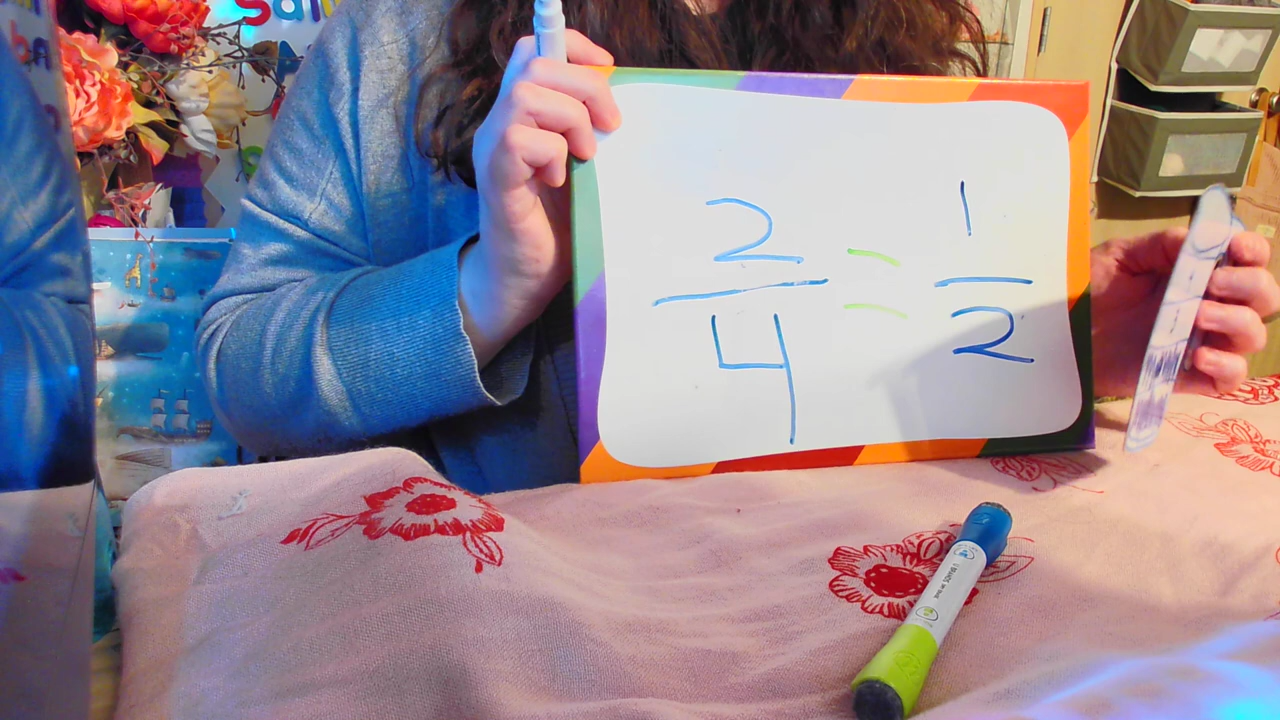 2/4 = 1/2